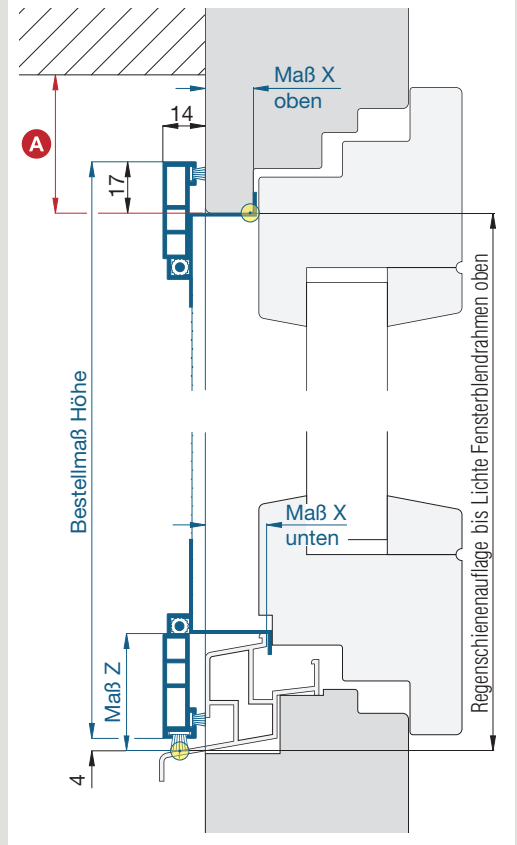 Maß X
oben
14
A
17
Bestellmaß Höhe
Regenschienenauflage bis Lichte Fensterblendrahmen oben
Maß X
unten
Maß Z
4